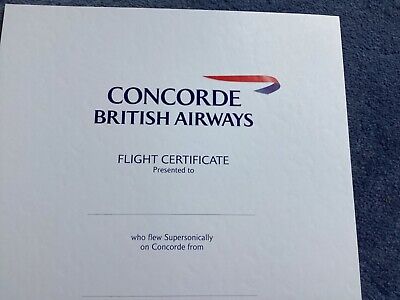 CONCORDE
BRITISH AIRWAYS
FLIGHT CERTIFICATE
Presented to
who flew Supersonically
on Concorde from